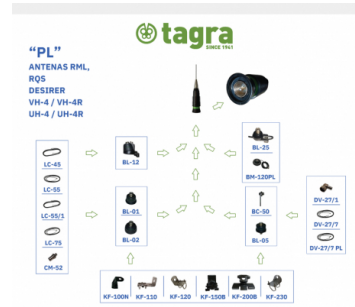 tagra
SINCE 1941
“PL”
ANTENAS RML,
RQS
DESIRER
VH-4 / VH-4R
UH-4 / UH-4R
LC-45
LC-55
LC-55/1
LC-75
CM-52
BL-12
BL-01
BL-02
BL-25
BM-120PL
BC-50
BL-05
DV-27/1
DV-27/7
DV-27/7 PL
KF-100N
KF-110
KF-120
KF-150B
KF-200B
KF-230